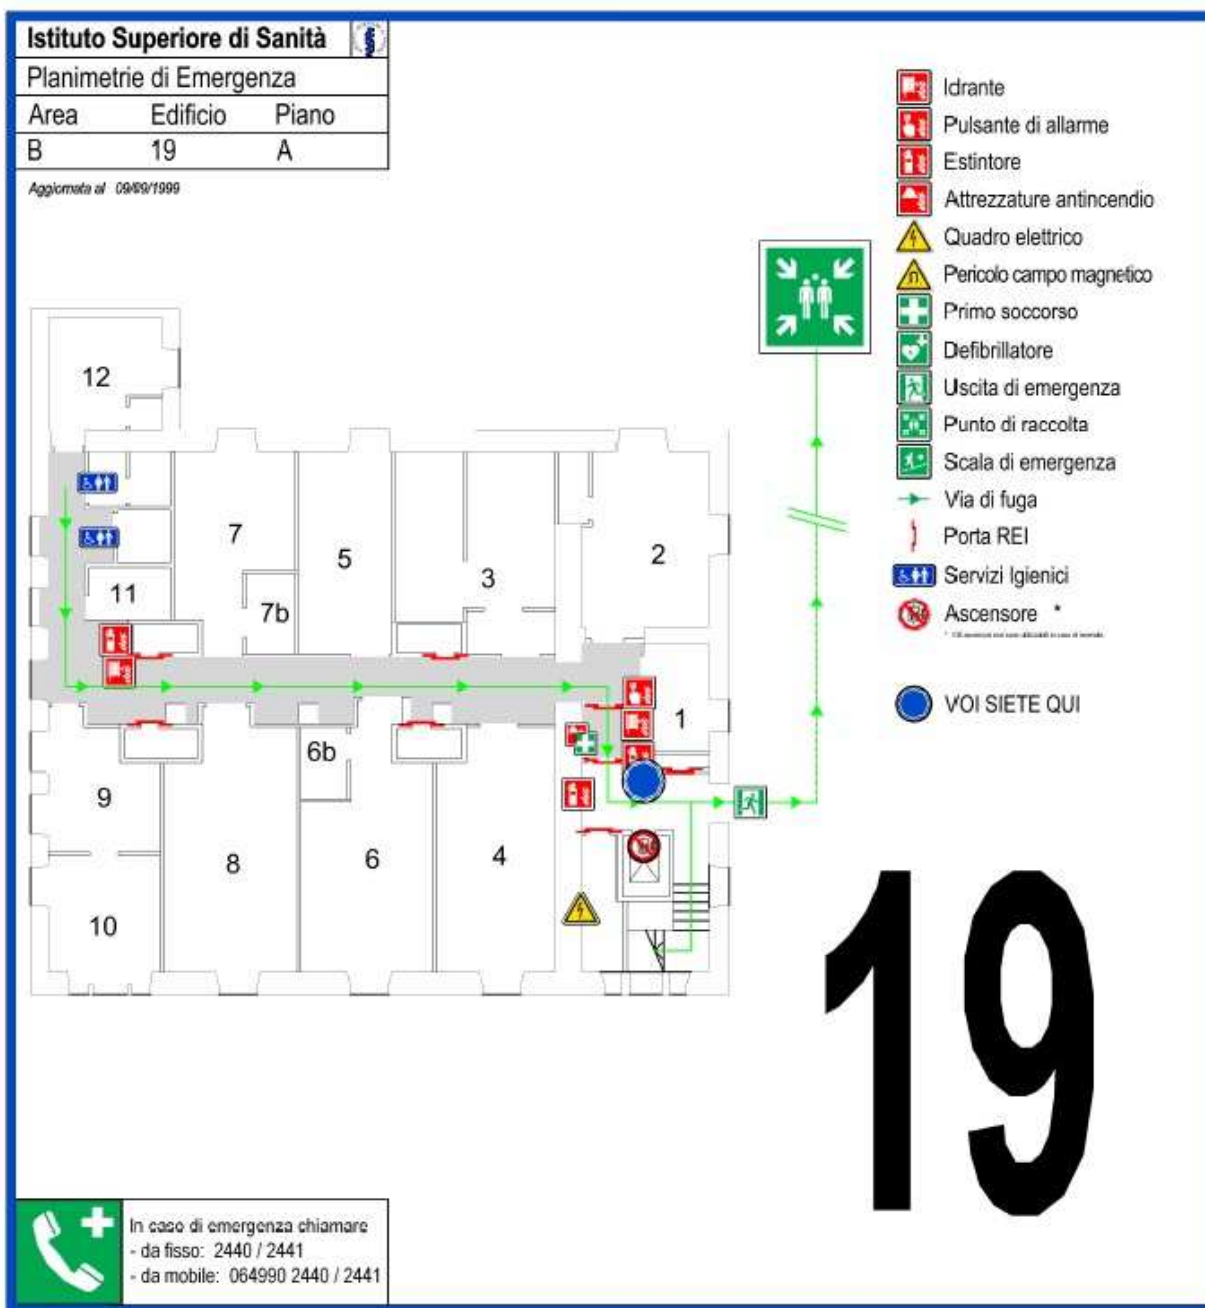 Istituto Superiore di Sanità
Planimetrie di Emergenza
Area Edificio Piano
B 19 A
Aggiornata al 09/09/1999
Idrante
Pulsante di allarme
Estintore
Attrezzature antincendio
Quadro elettrico
Pericolo campo magnetico
Primo soccorso
Defibrillatore
Uscita di emergenza
Punto di raccolta
Scala di emergenza
Via di fuga
Porta REI
Servizi Igienici
Ascensore *
VOI SIETE QUI
12
7
5
3
2
11
7b
1
6b
9
8
6
4
10
19
In caso di emergenza chiamare
- da fisso: 2440 / 2441
- da mobile: 064990 2440 / 2441